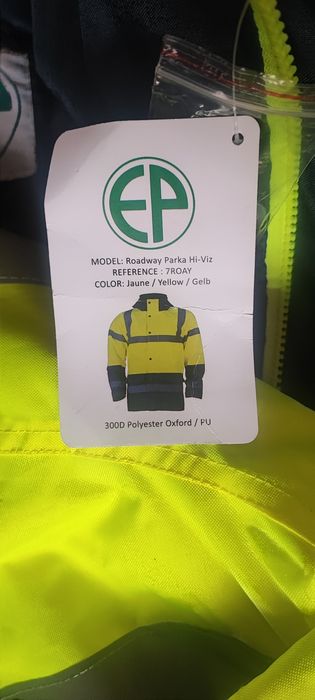 EP
MODEL: Roadway Parka Hi-Viz
REFERENCE : 7ROAY
COLOR: Jaune / Yellow / Gelb
300D Polyester Oxford / PU